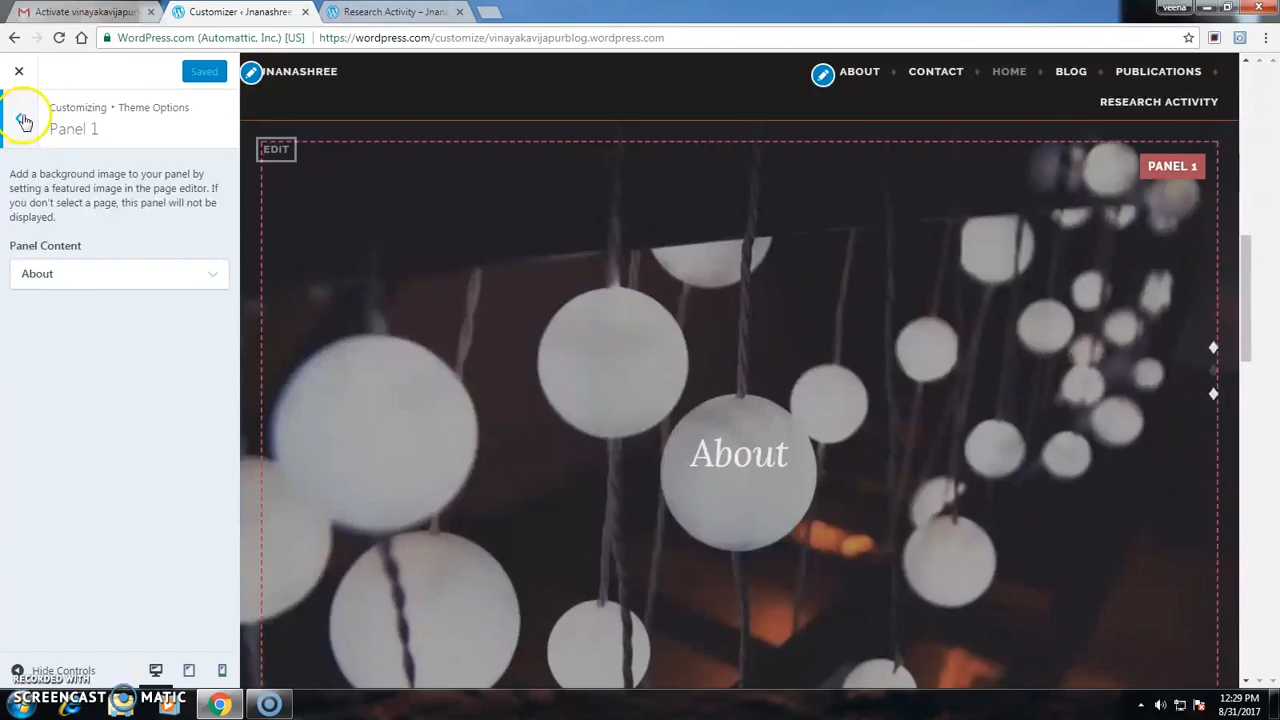 veena
Activate vinayakavijapur
Customizer ‹ Jnanashree
Research Activity – Jnana
WordPress.com (Automattic, Inc.) [US]
https://wordpress.com/customize/vinayakavijapurblog.wordpress.com
Saved
JNANASHREE
ABOUT
CONTACT
HOME
BLOG
PUBLICATIONS
RESEARCH ACTIVITY
Customizing
Theme Options
Panel 1
EDIT
PANEL 1
Add a background image to your panel by
setting a featured image in the page editor. If
you don't select a page, this panel will not be
displayed.
Panel Content
About
About
Hide Controls
RECORDED WITH
SCREENCAST MATIC
12:29 PM
8/31/2017